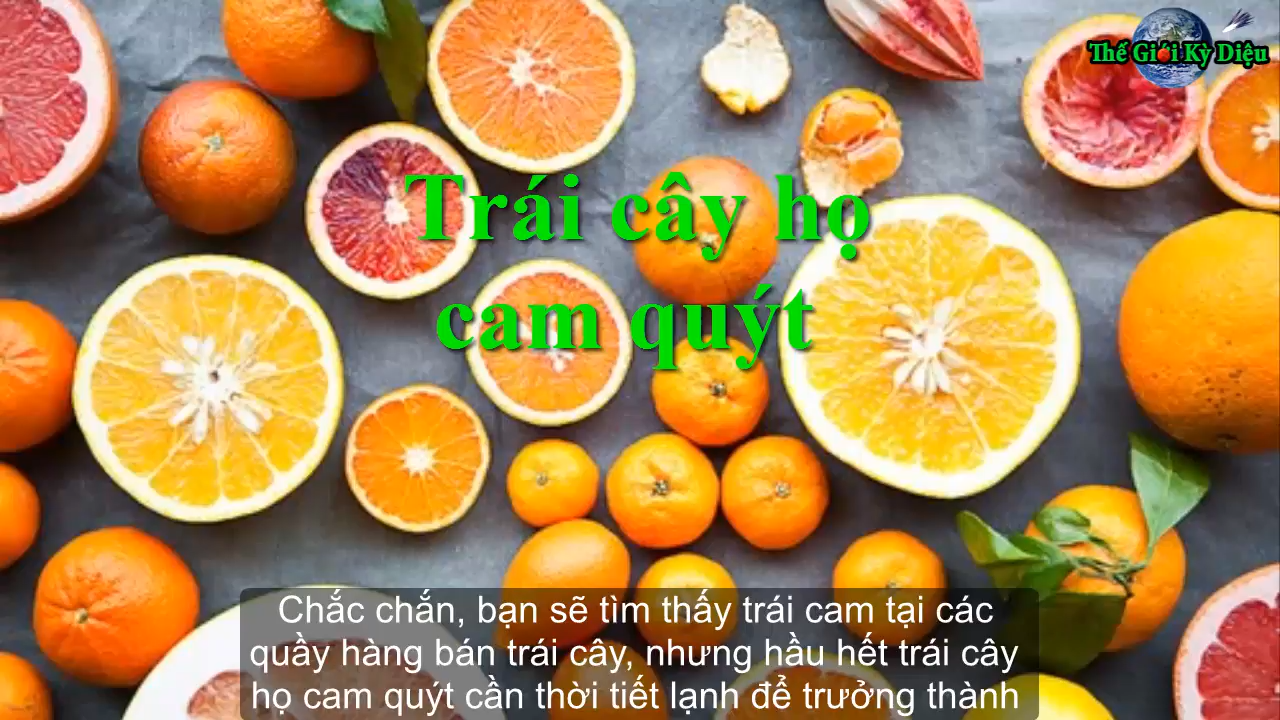 Thế Giới Kỳ Diệu
Trái cây họ
cam quýt
Chắc chắn, bạn sẽ tìm thấy trái cam tại các
quầy hàng bán trái cây, nhưng hầu hết trái cây
họ cam quýt cần thời tiết lạnh để trưởng thành